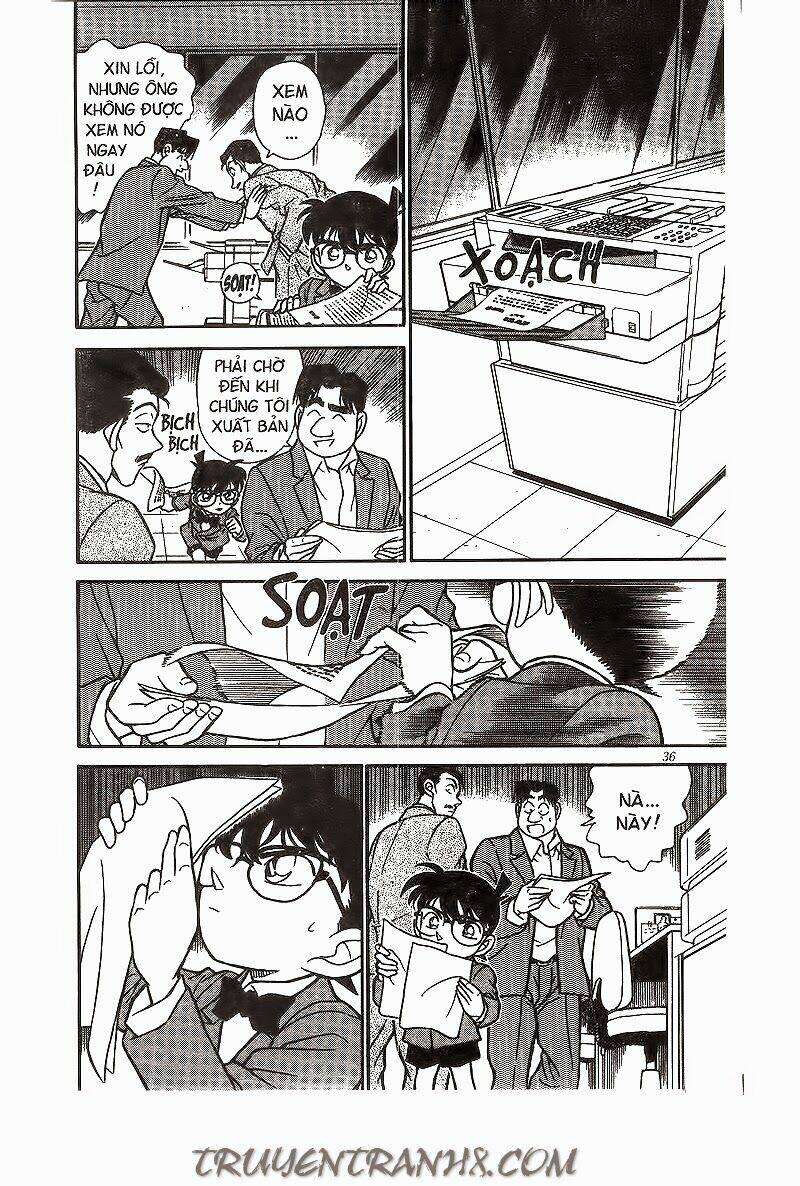 XOẠCH
XEM
NÀO
...
XIN LỖI,
NHƯNG ÔNG
KHÔNG ĐƯỢC
XEM NÓ
NGAY
ĐÂU
!
SOẠT!
PHẢI CHỜ
ĐẾN KHI
CHÚNG TÔI
XUẤT BẢN
ĐÃ...
BỊCH
BỊCH
SOẠT
36
NÀ...
NÀY!
TRUYENTRANH8.COM